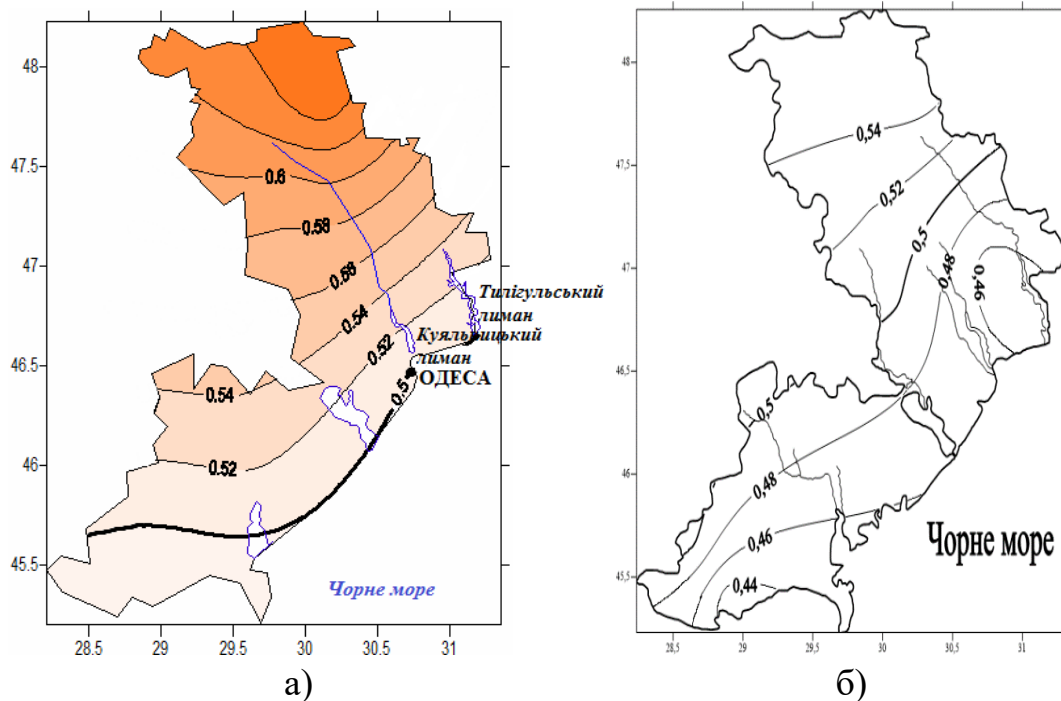 48
47.5
47
46.5
46
45.5
0.6
0.58
0.58
0.54
0.52
0.5
0.54
0.52
Тилігульський
лиман
Куяльницький
лиман
ОДЕСА
Чорне море
28.5 29 29.5 30 30.5 31
а)
48
47.5
47
46.5
46
45.5
0,54
0,52
0,5
0,48
0,46
0,5
0,48
0,46
0,44
Чорне море
28,5 29 29,5 30 30,5 31
б)